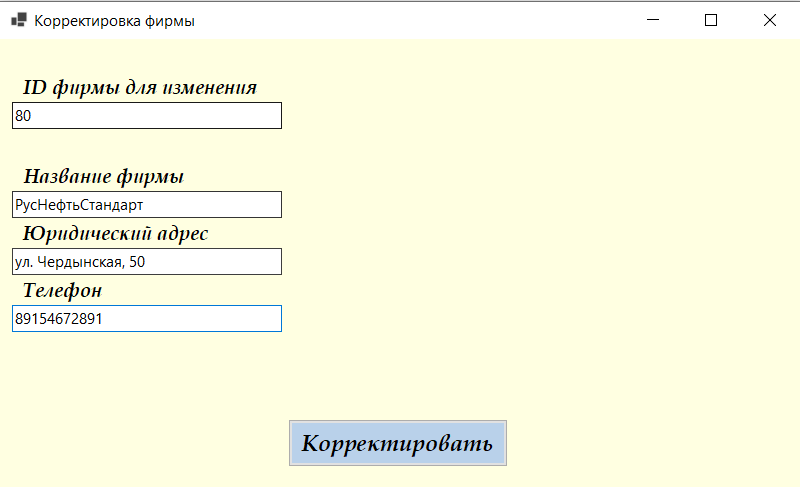 Корректировка фирмы
ID фирмы для изменения
80
Название фирмы
РусНефтьСтандарт
Юридический адрес
ул. Чердынская, 50
Телефон
89154672891
Корректировать